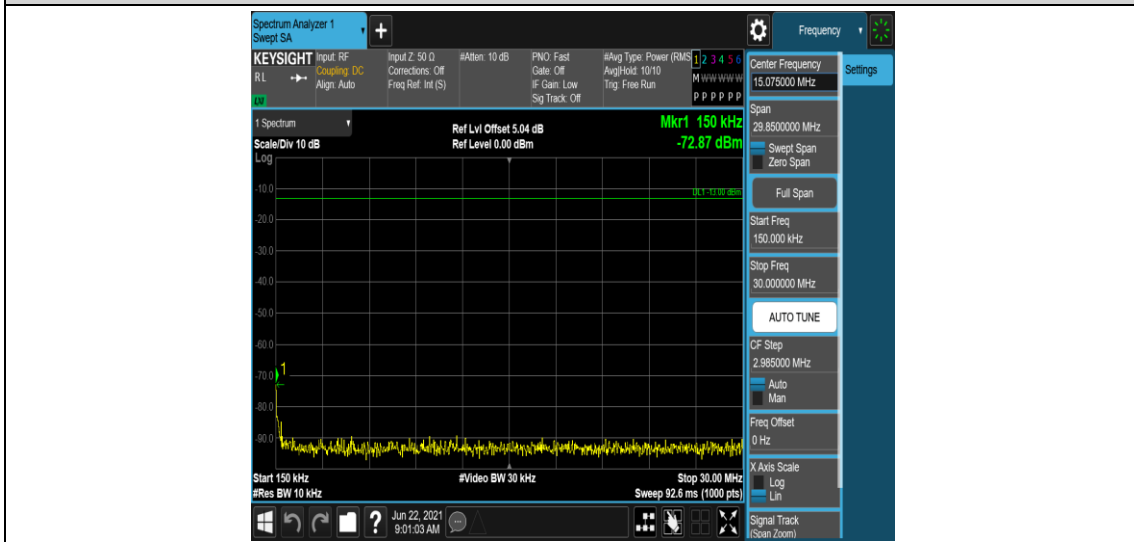 Spectrum Analyzer 1
Swept SA
+
Frequency
KEYSIGHT
RL
Input: RF
Coupling: DC
Align: Auto
Input Z: 50 Ω
Corrections: Off
Freq Ref: Int (S)
#Atten: 10 dB
PNO: Fast
Gate: Off
IF Gain: Low
Sig Track: Off
#Avg Type: Power (RMS
Avg|Hold: 10/10
Trig: Free Run
1 2 3 4 5 6
M W W W W W
P P P P P P
1 Spectrum
Scale/Div 10 dB
Log
Ref Lvl Offset 5.04 dB
Ref Level 0.00 dBm
Mkr1 150 kHz
-72.87 dBm
DL1 -13.00 dBm
-10.0
-20.0
-30.0
-40.0
-50.0
-60.0
-70.0
-80.0
-90.0
1
Start 150 kHz
#Res BW 10 kHz
#Video BW 30 kHz
Stop 30.00 MHz
Sweep 92.6 ms (1000 pts)
?
Jun 22, 2021
9:01:03 AM
Center Frequency
15.075000 MHz
Span
29.8500000 MHz
Swept Span
Zero Span
Full Span
Start Freq
150.000 kHz
Stop Freq
30.000000 MHz
AUTO TUNE
CF Step
2.985000 MHz
Auto
Man
Freq Offset
0 Hz
X Axis Scale
Log
Lin
Signal Track
(Span Zoom)
Settings